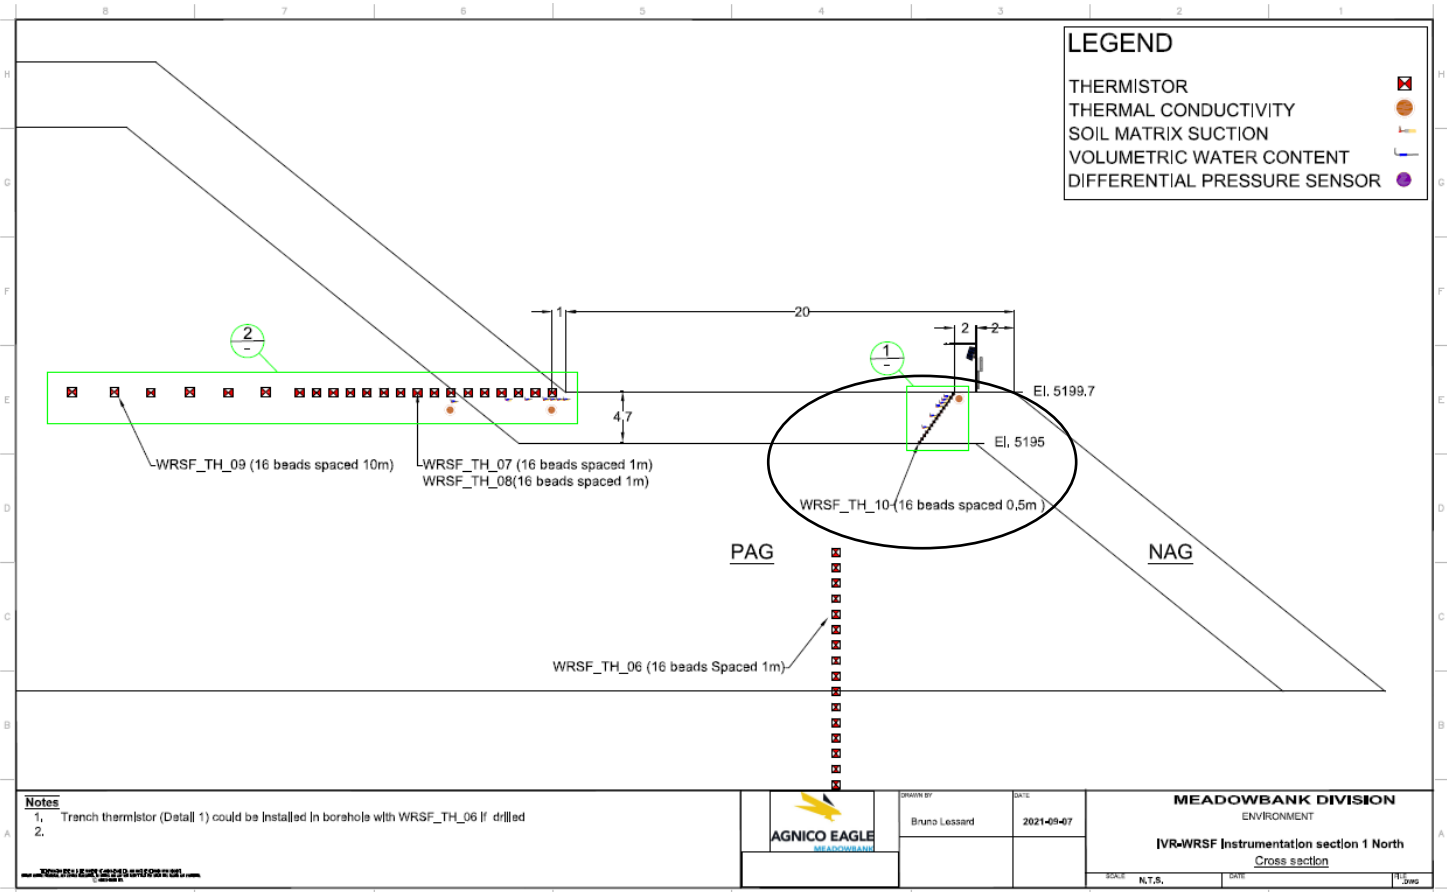 8 7 6 5 4 3 2 1
LEGEND
THERMISTOR
THERMAL CONDUCTIVITY
SOIL MATRIX SUCTION
VOLUMETRIC WATER CONTENT
DIFFERENTIAL PRESSURE SENSOR
H H
G G
F F
E E
D D
C C
B B
A A
1 20
2 2
2
-
1
-
El. 5199.7
4,7
El. 5195
WRSF_TH_09 (16 beads spaced 10m)
WRSF_TH_07 (16 beads spaced 1m)
WRSF_TH_08(16 beads spaced 1m)
WRSF_TH_10 (16 beads spaced 0,5m )
PAG
NAG
WRSF_TH_06 (16 beads Spaced 1m)
Notes
1, Trench thermistor (Detail 1) could be Installed In borehole with WRSF_TH_06 If drilled
2,
AGNICO EAGLE
MEADOWBANK
DRAWN BY
Bruno Lessard
DATE
2021-09-07
MEADOWBANK DIVISION
ENVIRONMENT
IVR-WRSF Instrumentation section 1 North
Cross section
SCALE N.T.S.
DATE
FILE .DWG